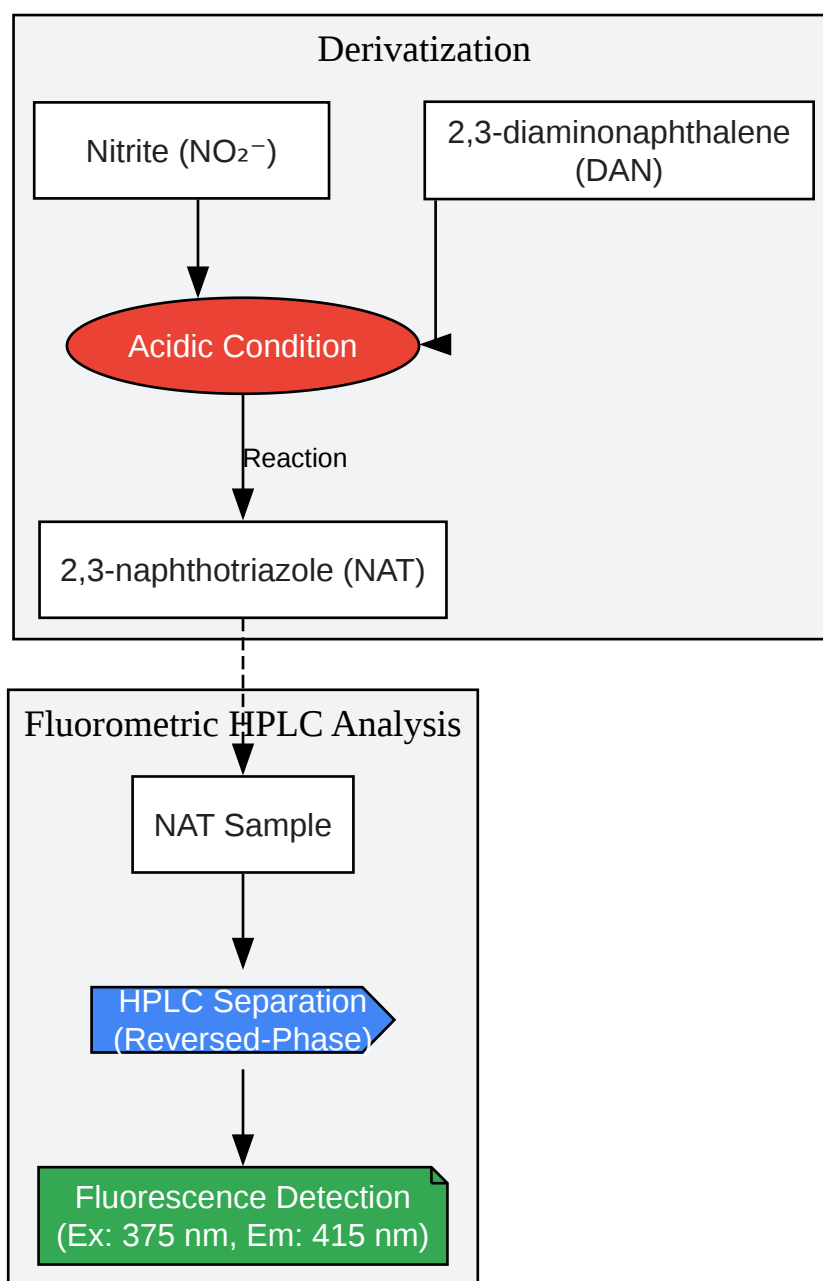 Derivatization
Nitrite (NO₂⁻)
2,3-diaminonaphthalene
(DAN)
Acidic Condition
Reaction
2,3-naphthotriazole (NAT)
Fluorometric HPLC Analysis
NAT Sample
HPLC Separation
(Reversed-Phase)
Fluorescence Detection
(Ex: 375 nm, Em: 415 nm)